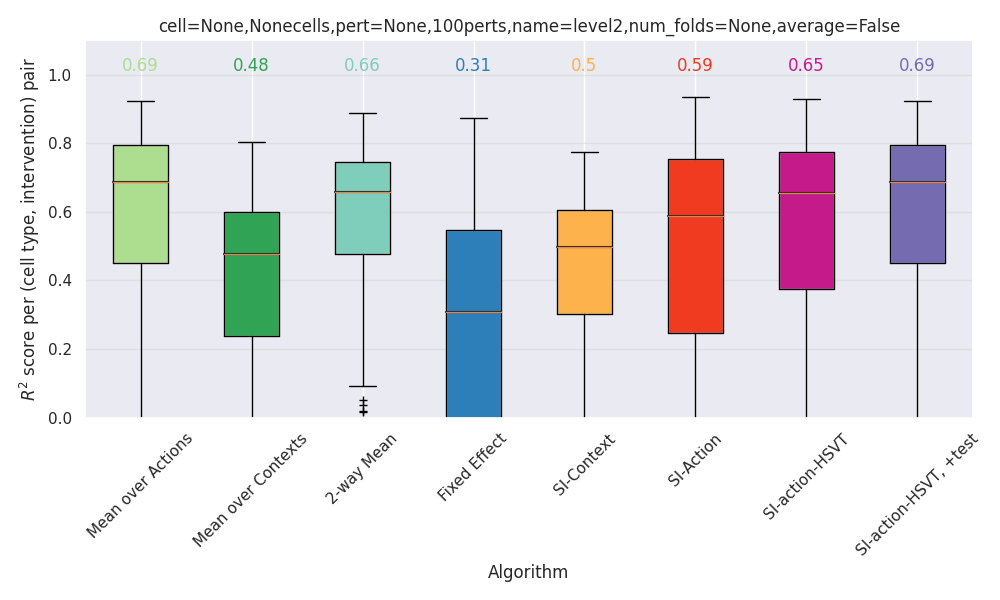 cell=None,Nonecells,pert=None,100perts,name=level2,num_folds=None,average=False
0.69 0.48 0.66 0.31 0.5 0.59 0.65 0.69
R² score per (cell type, intervention) pair
1.0
0.8
0.6
0.4
0.2
0.0
Mean over Actions
Mean over Contexts
2-way Mean
Fixed Effect
SI-Context
SI-Action
SI-action-HSVT
SI-action-HSVT, +test
Algorithm